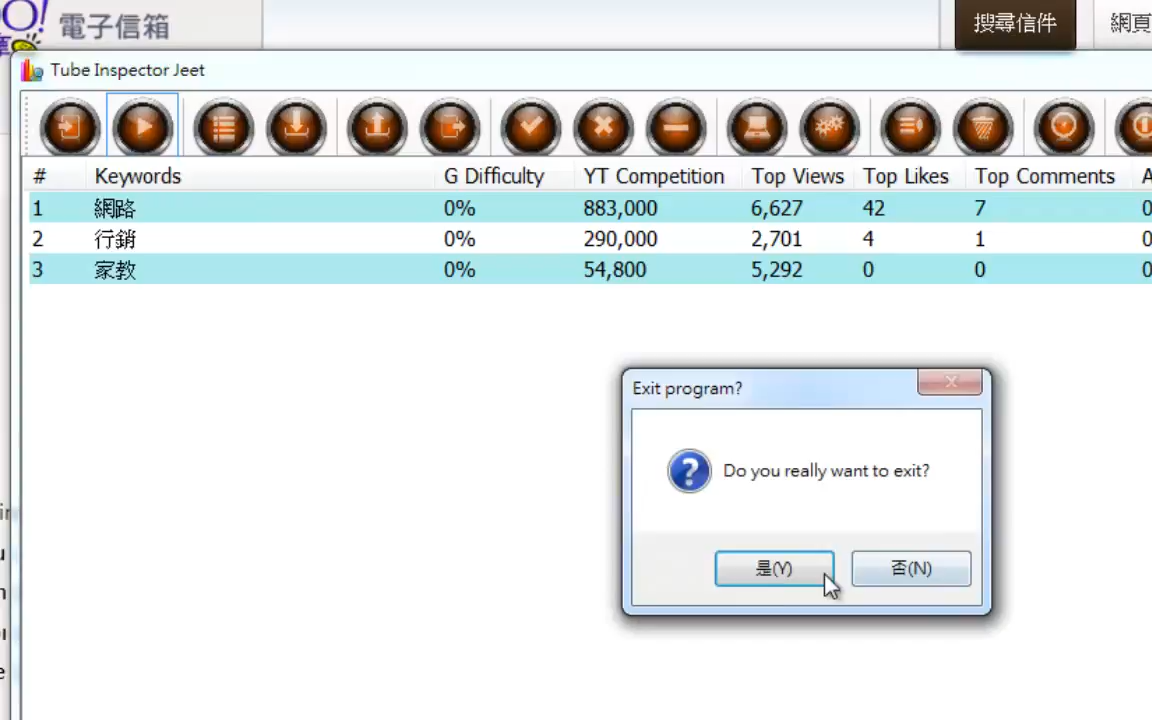 O! 電子信箱
搜尋信件
網頁
Tube Inspector Jeet
# Keywords G Difficulty YT Competition Top Views Top Likes Top Comments A
1 網路 0% 883,000 6,627 42 7 0
2 行銷 0% 290,000 2,701 4 1 0
3 家教 0% 54,800 5,292 0 0 0
Exit program?
Do you really want to exit?
是(Y) 否(N)